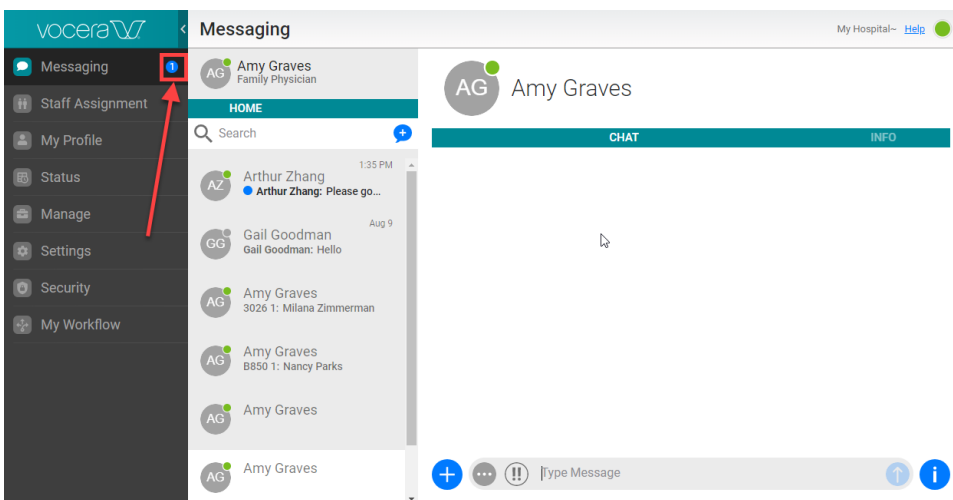 vocera
Messaging
My Hospital~ Help
Messaging 1
Staff Assignment
My Profile
Status
Manage
Settings
Security
My Workflow
AG
Amy Graves
Family Physician
HOME
Search
1:35 PM
AZ
Arthur Zhang
Arthur Zhang: Please go...
Aug 9
GG
Gail Goodman
Gail Goodman: Hello
AG
Amy Graves
3026 1: Milana Zimmerman
AG
Amy Graves
B850 1: Nancy Parks
AG
Amy Graves
AG
Amy Graves
AG
Amy Graves
CHAT INFO
!!
Type Message
i